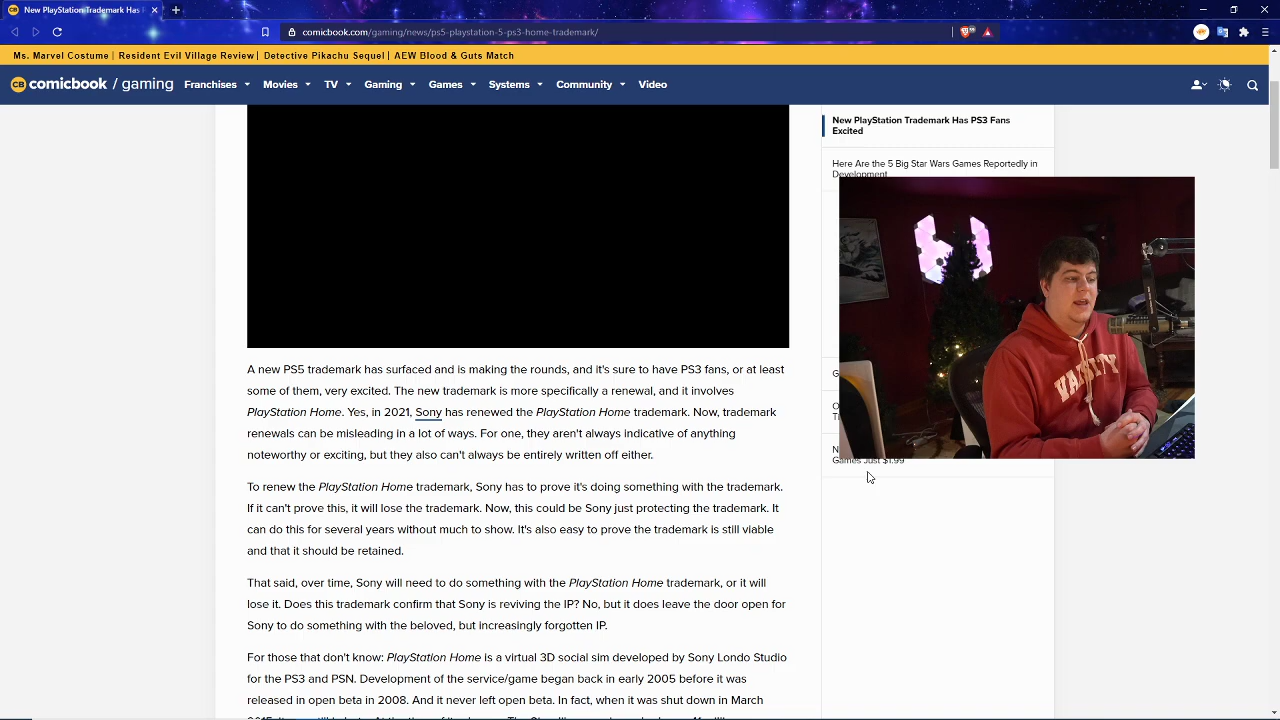 New PlayStation Trademark Has
comicbook.com/gaming/news/ps5-playstation-5-ps3-home-trademark/
Ms. Marvel Costume | Resident Evil Village Review | Detective Pikachu Sequel | AEW Blood & Guts Match
CB comicbook / gaming Franchises Movies TV Gaming Games Systems Community Video
New PlayStation Trademark Has PS3 Fans
Excited
Here Are the 5 Big Star Wars Games Reportedly in
Development
Games Just $1.99
VARSITY
A new PS5 trademark has surfaced and is making the rounds, and it's sure to have PS3 fans, or at least
some of them, very excited. The new trademark is more specifically a renewal, and it involves
PlayStation Home. Yes, in 2021, Sony has renewed the PlayStation Home trademark. Now, trademark
renewals can be misleading in a lot of ways. For one, they aren't always indicative of anything
noteworthy or exciting, but they also can't always be entirely written off either.
To renew the PlayStation Home trademark, Sony has to prove it's doing something with the trademark.
If it can't prove this, it will lose the trademark. Now, this could be Sony just protecting the trademark. It
can do this for several years without much to show. It's also easy to prove the trademark is still viable
and that it should be retained.
That said, over time, Sony will need to do something with the PlayStation Home trademark, or it will
lose it. Does this trademark confirm that Sony is reviving the IP? No, but it does leave the door open for
Sony to do something with the beloved, but increasingly forgotten IP.
For those that don't know: PlayStation Home is a virtual 3D social sim developed by Sony Londo Studio
for the PS3 and PSN. Development of the service/game began back in early 2005 before it was
released in open beta in 2008. And it never left open beta. In fact, when it was shut down in March